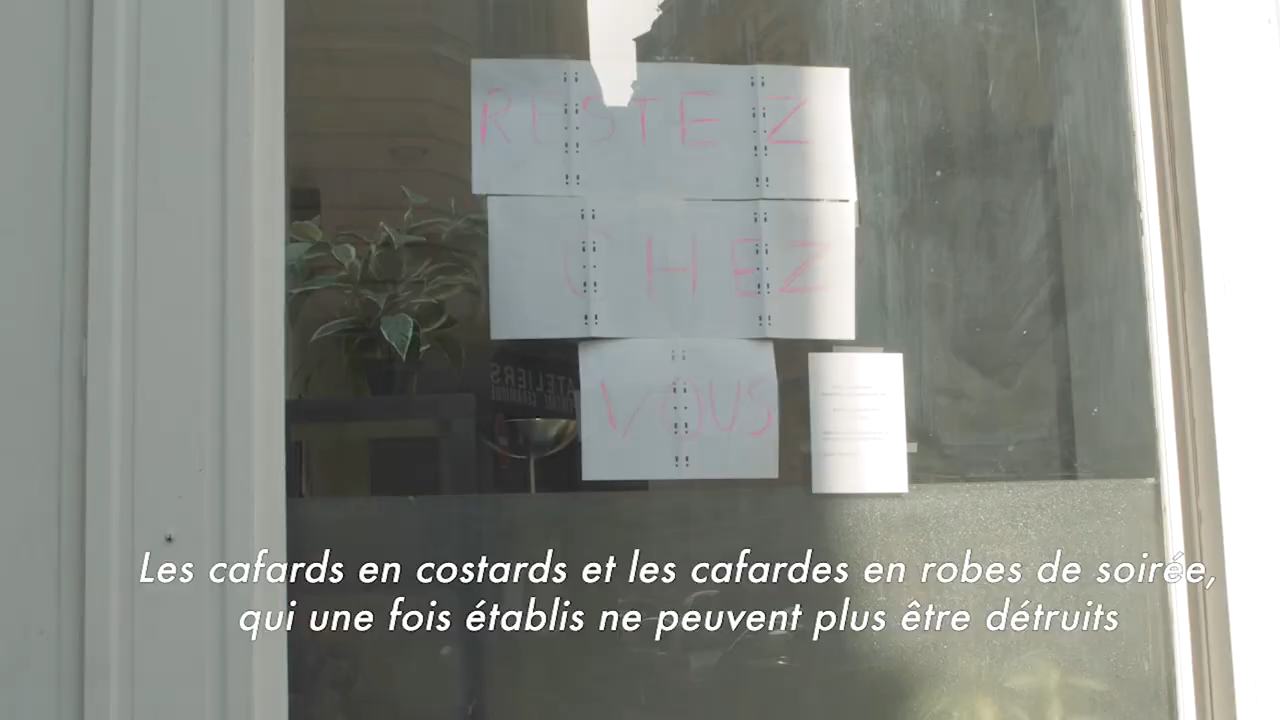 RESTEZ
CHEZ
VOUS
ATELIERS
Les cafards en costards et les cafardes en robes de soirée,
qui une fois établis ne peuvent plus être détruits